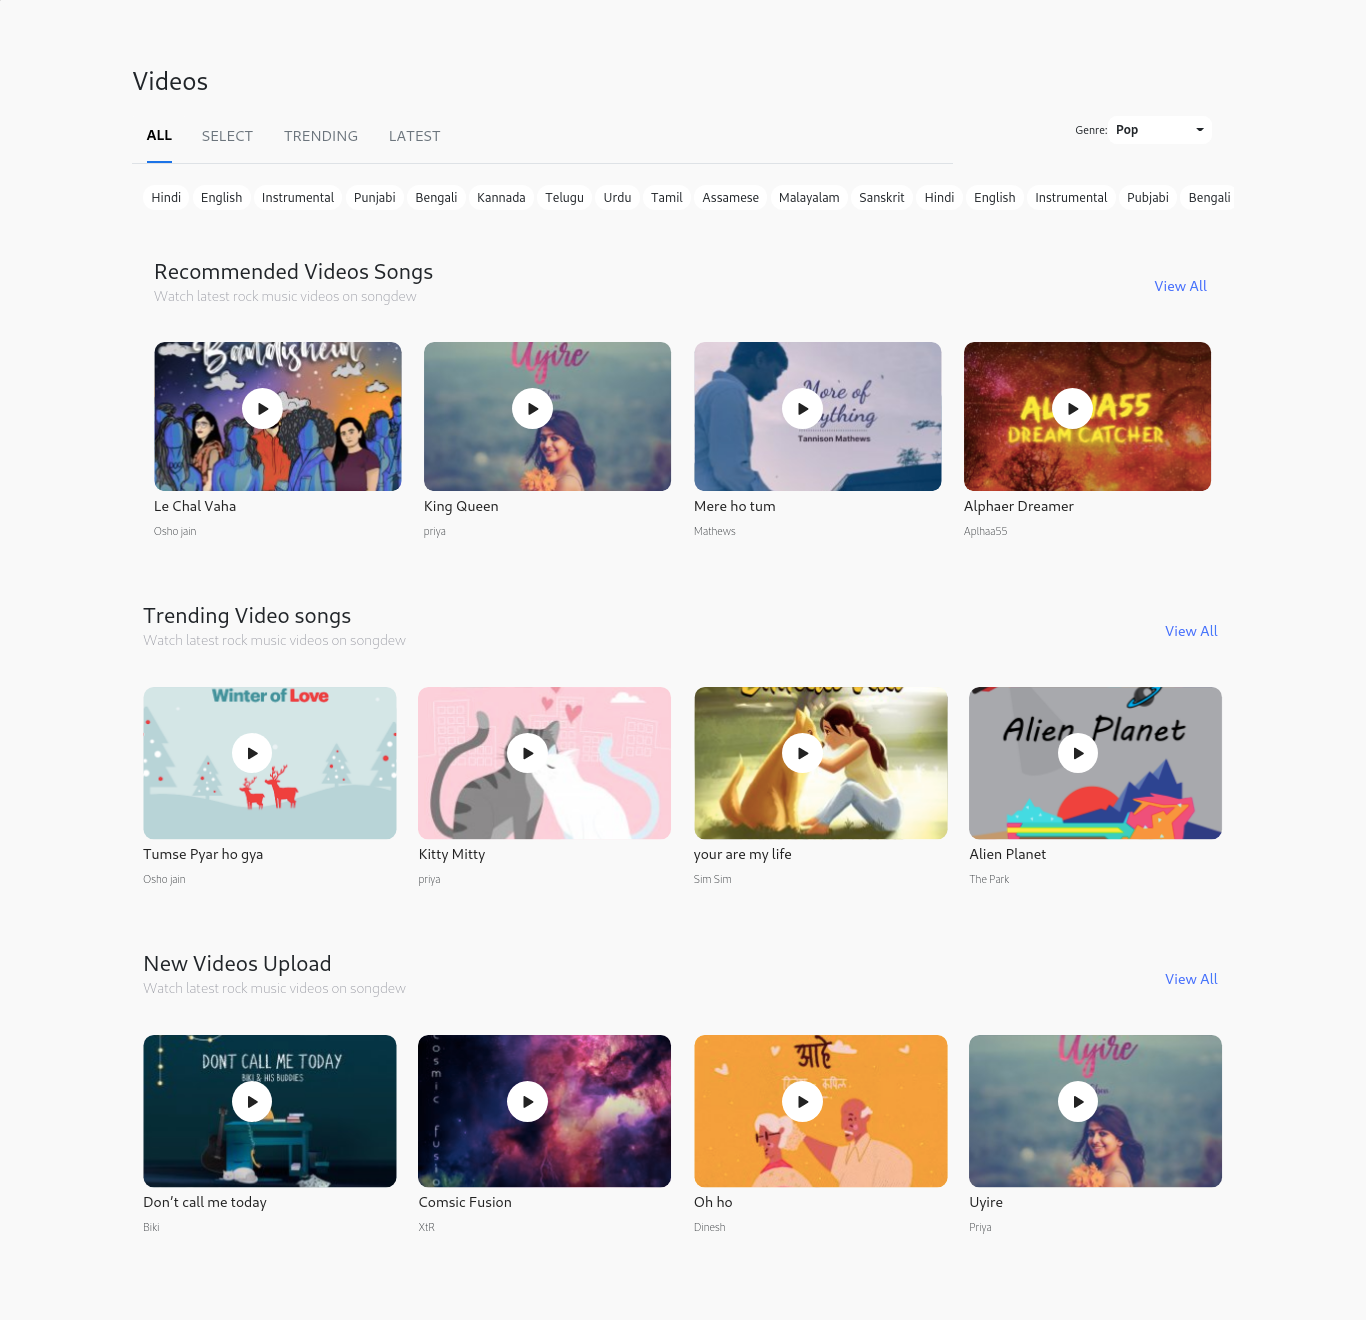 Videos
ALL SELECT TRENDING LATEST
Genre: Pop
Hindi English Instrumental Punjabi Bengali Kannada Telugu Urdu Tamil Assamese Malayalam Sanskrit Hindi English Instrumental Pubjabi Bengali
Recommended Videos Songs
Watch latest rock music videos on songdew
View All
Bandishein
Uyire
More of
Tannison Mathews
DREAM CATCHER
Le Chal Vaha
King Queen
Mere ho tum
Alphaer Dreamer
Osho jain
priya
Mathews
Aplhaa55
Trending Video songs
Watch latest rock music videos on songdew
View All
Winter of Love
Alien Planet
Tumse Pyar ho gya
Kitty Mitty
your are my life
Alien Planet
Osho jain
priya
Sim Sim
The Park
New Videos Upload
Watch latest rock music videos on songdew
View All
DONT CALL ME TODAY
BIKI & HIS BUDDIES
cosmic fusion
आहे
Uyire
Don’t call me today
Comsic Fusion
Oh ho
Uyire
Biki
XtR
Dinesh
Priya